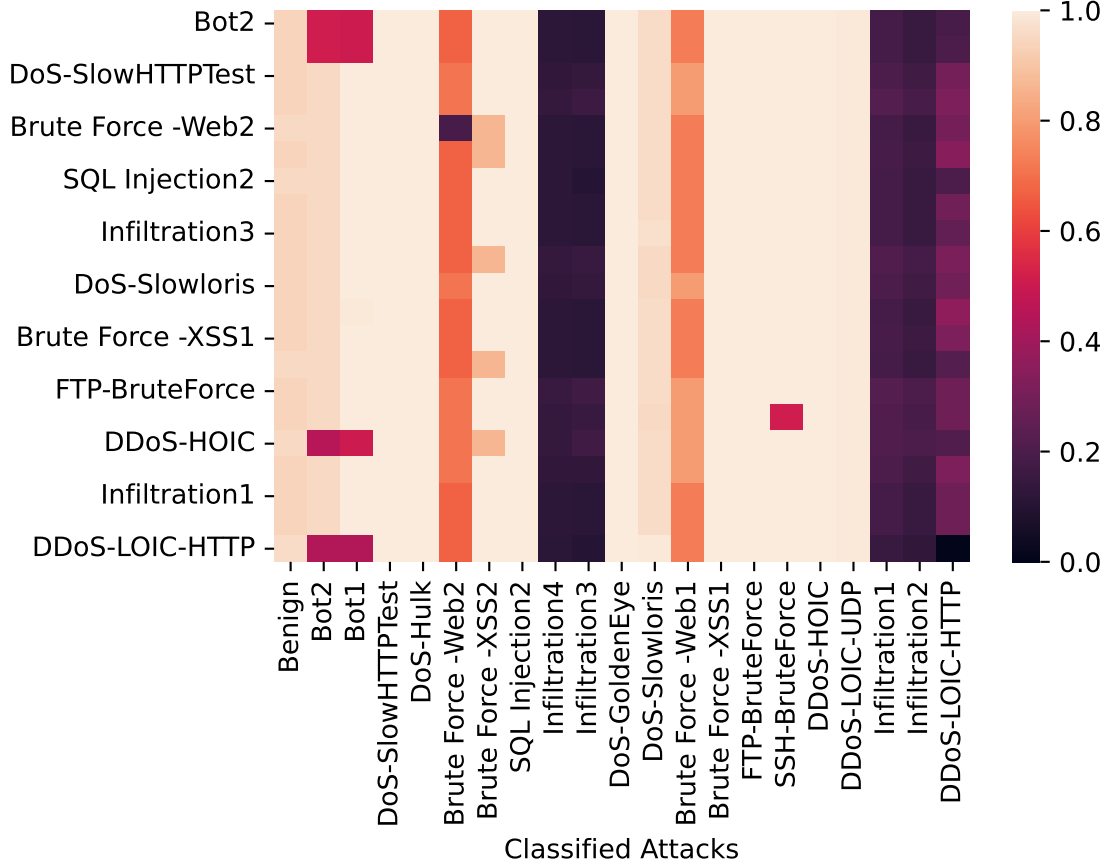 Bot2
DoS-SlowHTTPTest
Brute Force -Web2
SQL Injection2
Infiltration3
DoS-Slowloris
Brute Force -XSS1
FTP-BruteForce
DDoS-HOIC
Infiltration1
DDoS-LOIC-HTTP
1.0
0.8
0.6
0.4
0.2
0.0
Benign
Bot2
Bot1
DoS-SlowHTTPTest
DoS-Hulk
Brute Force -Web2
Brute Force -XSS2
SQL Injection2
Infiltration4
Infiltration3
DoS-GoldenEye
DoS-Slowloris
Brute Force -Web1
Brute Force -XSS1
FTP-BruteForce
SSH-BruteForce
DDoS-HOIC
DDoS-LOIC-UDP
Infiltration1
Infiltration2
DDoS-LOIC-HTTP
Classified Attacks